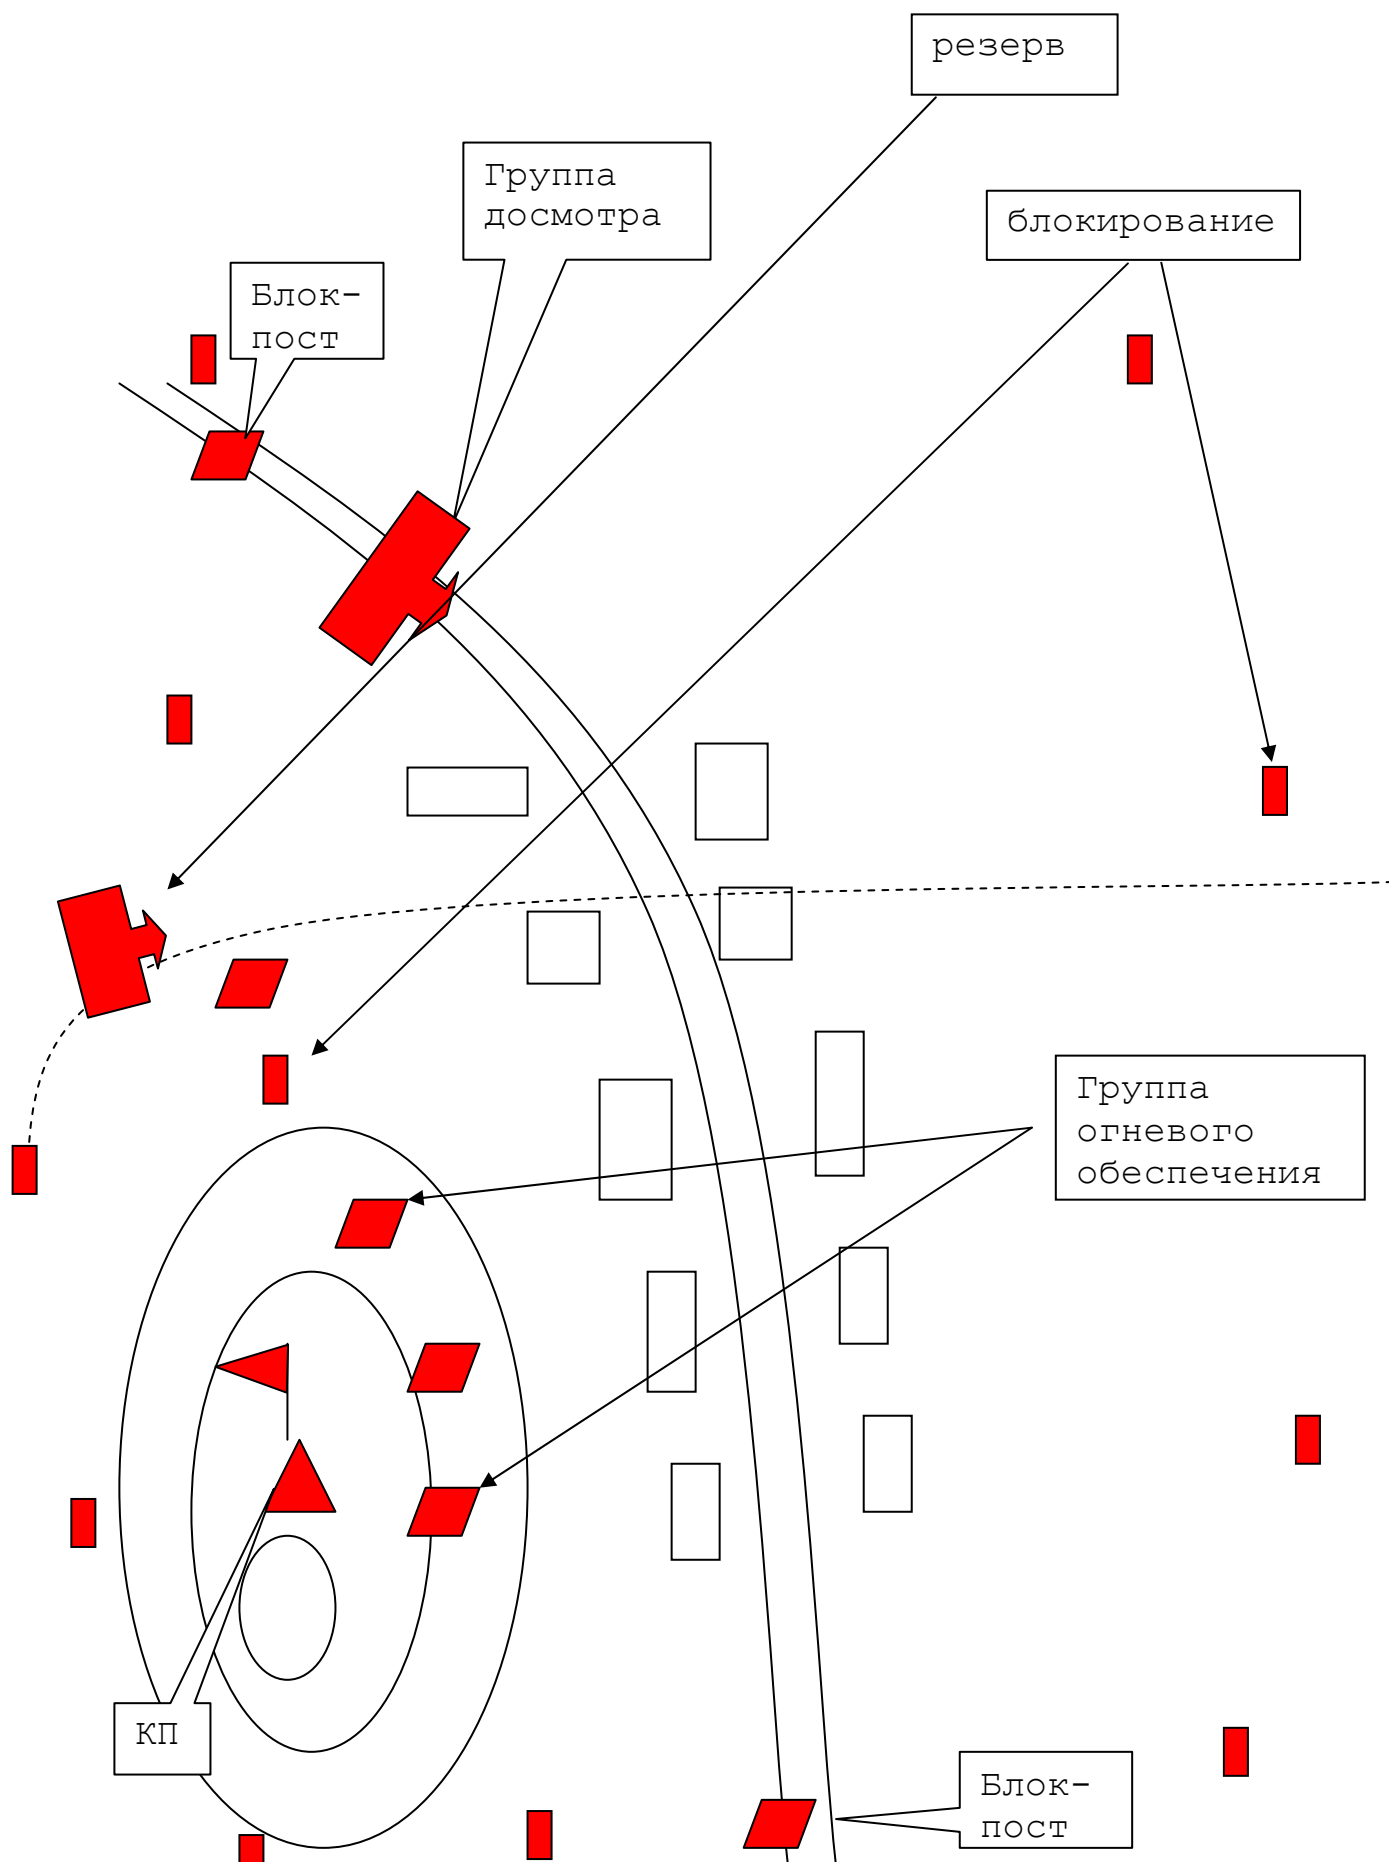 резерв
Группа
досмотра
блокирование
Блок-
пост
Группа
огневого
обеспечения
КП
Блок-
пост